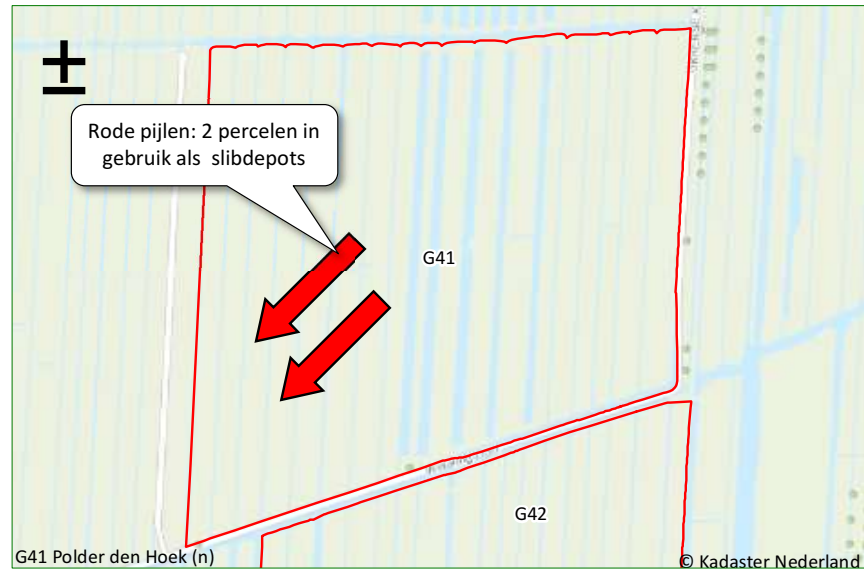 ±
Rode pijlen: 2 percelen in
gebruik als slibdepots
G41
G42
G41 Polder den Hoek (n)
© Kadaster Nederland